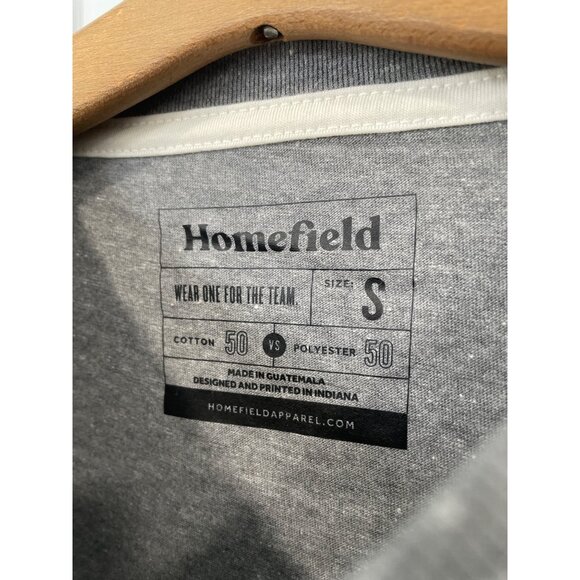 Homefield
WEAR ONE FOR THE TEAM.
SIZE: S
COTTON 50 VS POLYESTER 50
MADE IN GUATEMALA
DESIGNED AND PRINTED IN INDIANA
HOMEFIELDAPPAREL.COM